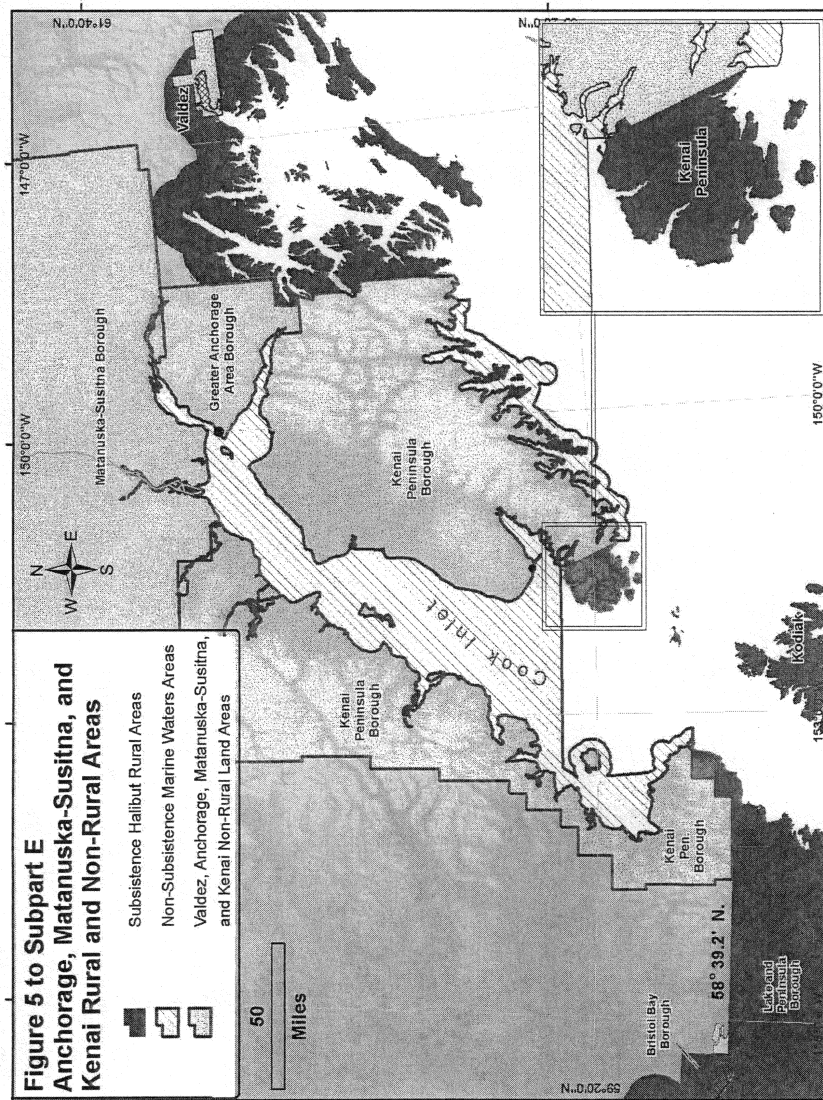 Figure 5 to Subpart E
Anchorage, Matanuska-Susitna, and
Kenai Rural and Non-Rural Areas
Subsistence Halibut Rural Areas
Non-Subsistence Marine Waters Areas
Valdez, Anchorage, Matanuska-Susitna,
and Kenai Non-Rural Land Areas
50
Miles
N
W
E
S
150°0'0"W
147°0'0"W
61°40'0"N
Matanuska-Susitna Borough
Greater Anchorage
Area Borough
Valdez
Kenai
Peninsula
Borough
Kenai
Peninsula
Borough
Cook Inlet
Kenai
Pen.
Borough
58° 39.2' N.
Bristol Bay
Borough
Lake and
Peninsula
Borough
Kodiak
Kenai
Peninsula
59°20'0"N
150°0'0"W